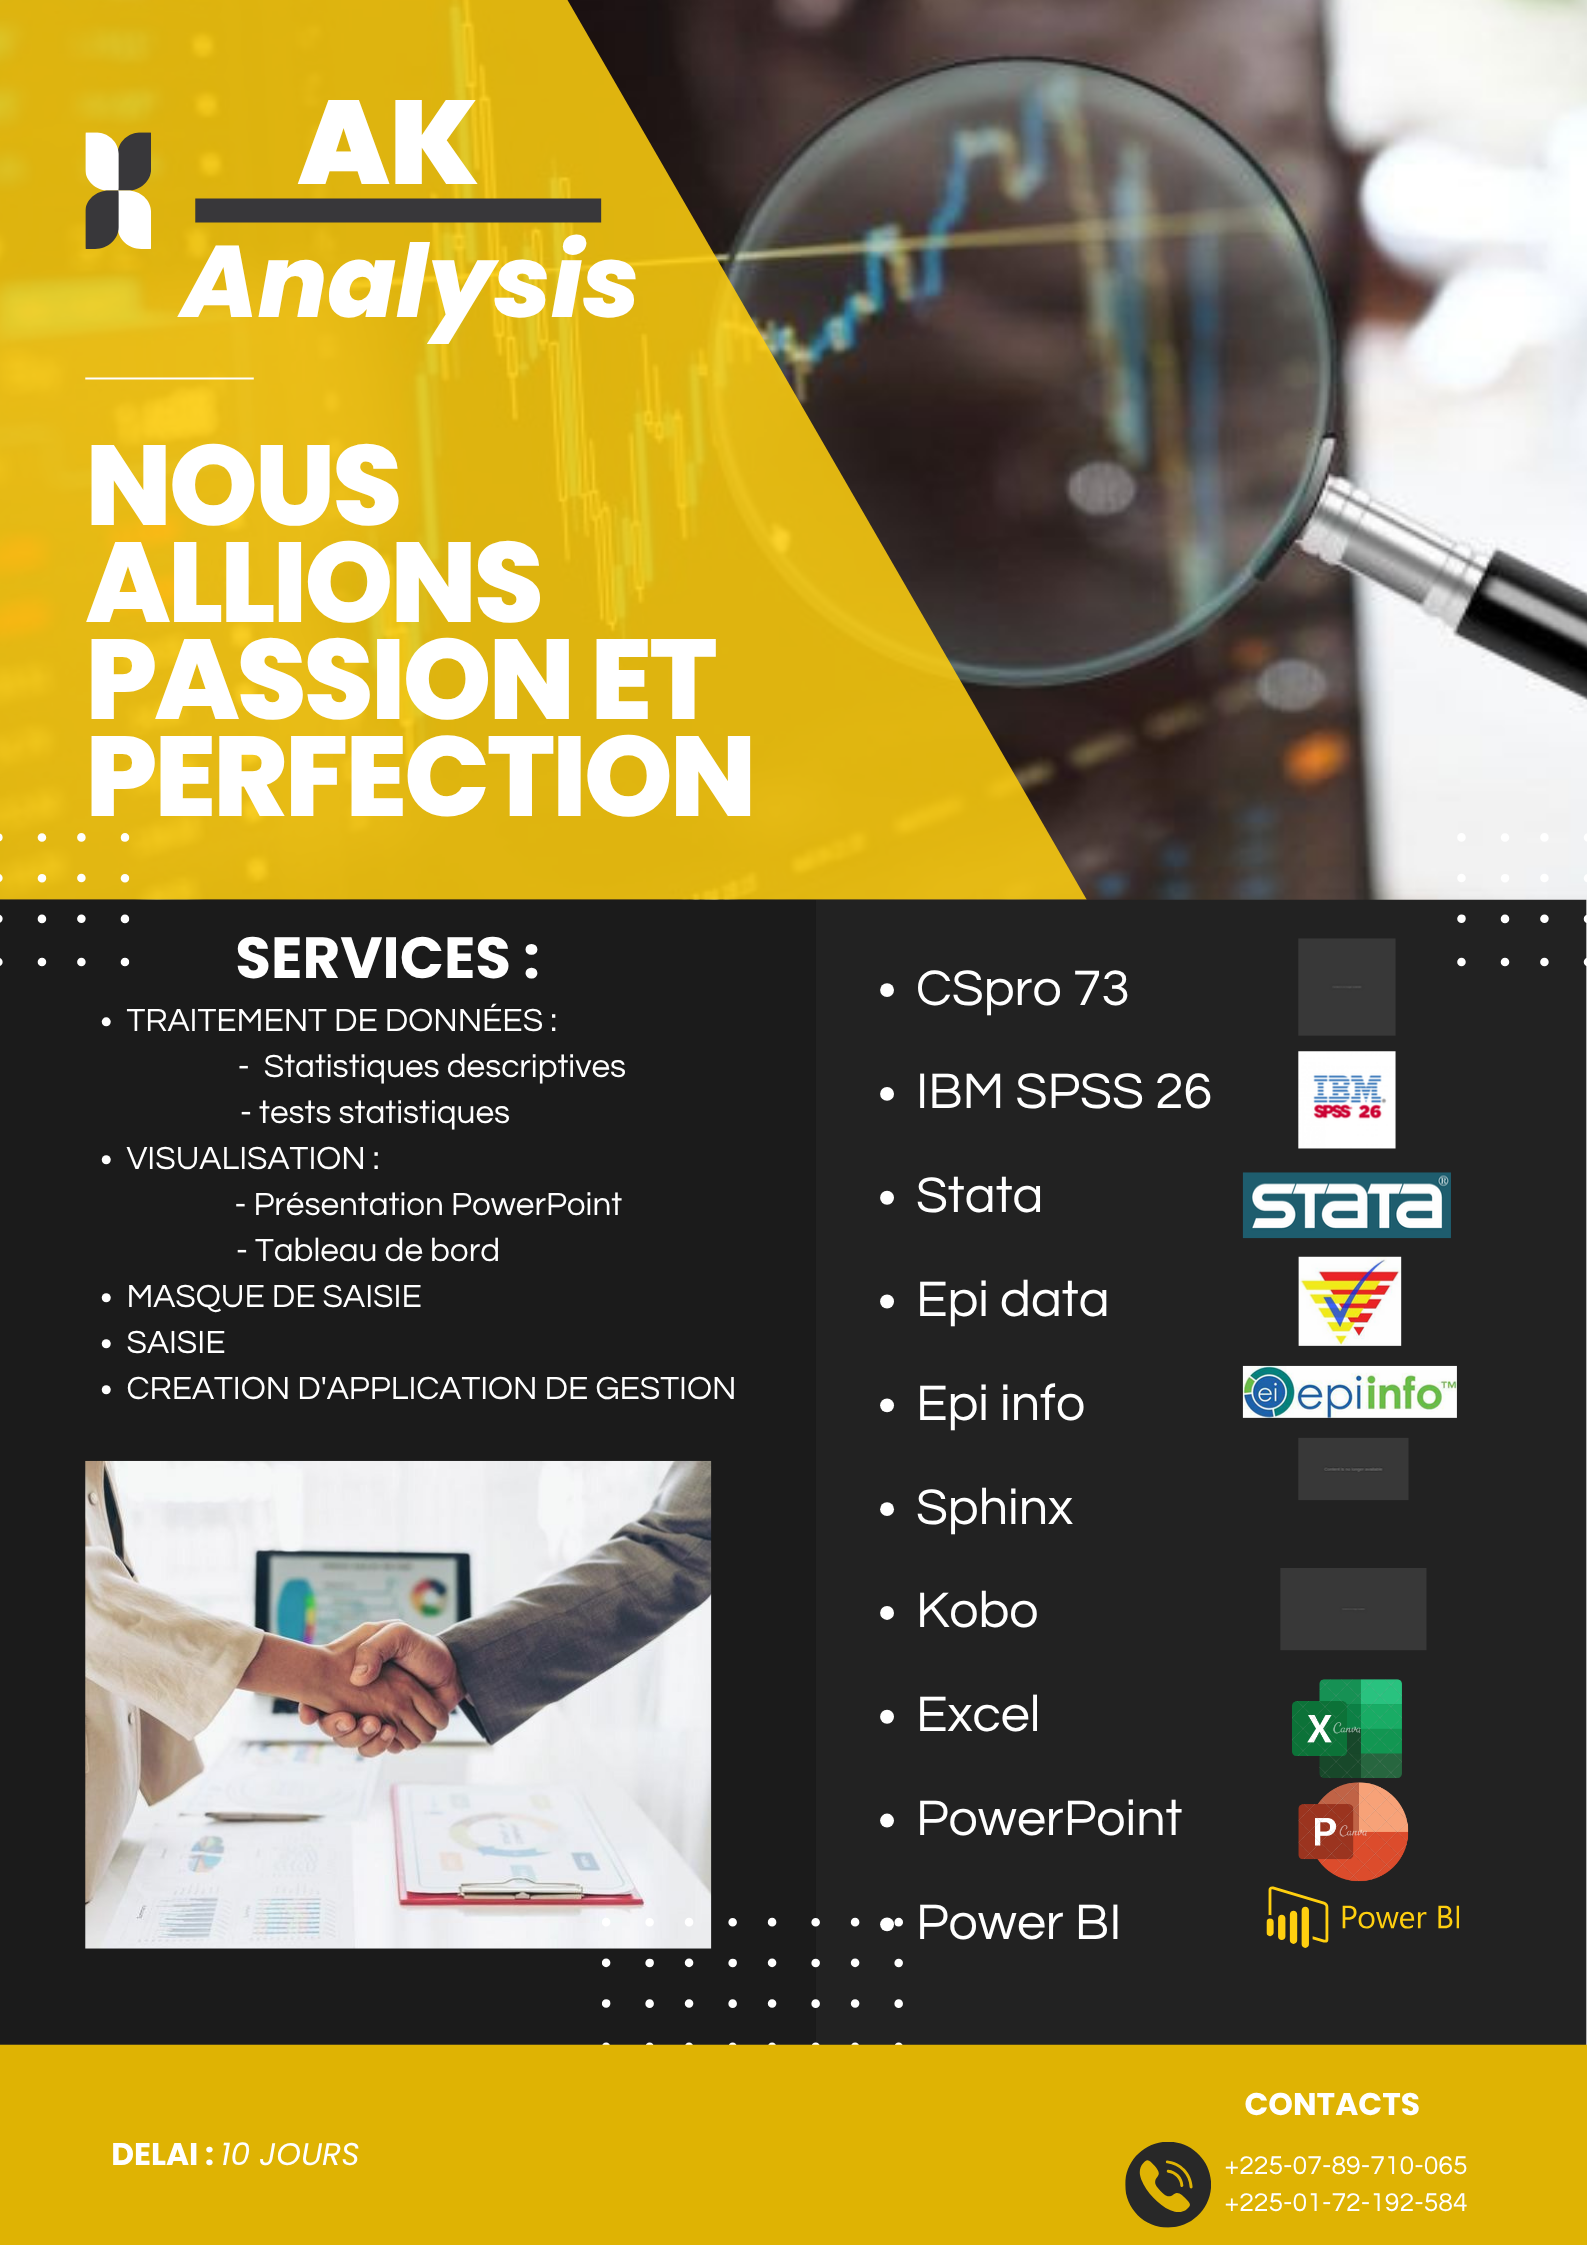 AK
Analysis
NOUS
ALLIONS
PASSION ET
PERFECTION
SERVICES :
• TRAITEMENT DE DONNÉES :
- Statistiques descriptives
- tests statistiques
• VISUALISATION :
- Présentation PowerPoint
- Tableau de bord
• MASQUE DE SAISIE
• SAISIE
• CREATION D'APPLICATION DE GESTION
• CSpro 73
• IBM SPSS 26
IBM®
SPSS 26
• Stata
STATA®
• Epi data
• Epi info
ei epiinfo™
• Sphinx
• Kobo
• Excel
X Canva
• PowerPoint
P Canva
• Power BI
Power BI
DELAI : 10 JOURS
CONTACTS
+225-07-89-710-065
+225-01-72-192-584